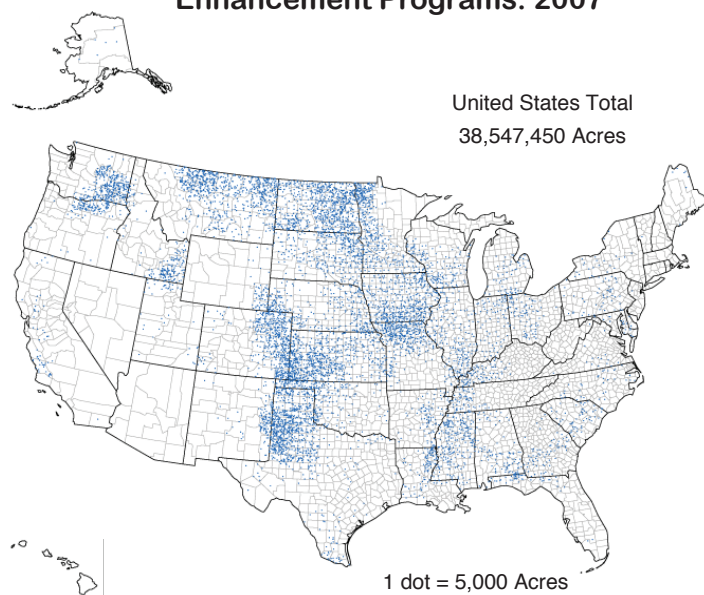 Enhancement Programs: 2007
United States Total
38,547,450 Acres
1 dot = 5,000 Acres